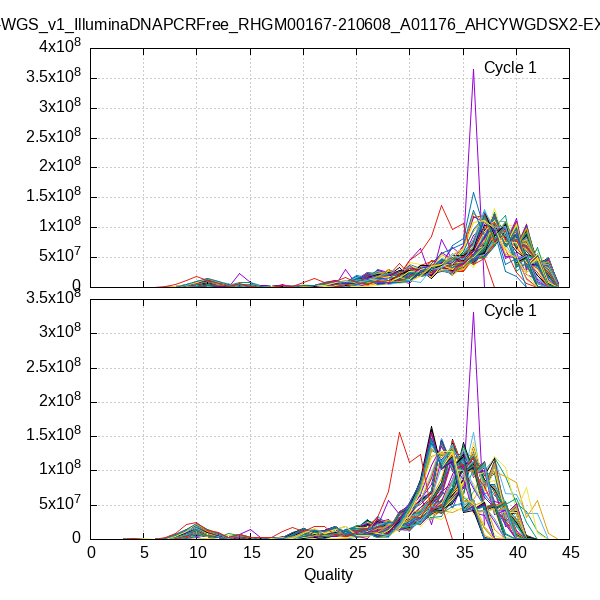 -WGS_v1_IlluminaDNAPCRFree_RHGM00167-210608_A01176_AHCYWGDSX2-EX
4x10^8
3.5x10^8
3x10^8
2.5x10^8
2x10^8
1.5x10^8
1x10^8
5x10^7
0
Cycle 1
3.5x10^8
3x10^8
2.5x10^8
2x10^8
1.5x10^8
1x10^8
5x10^7
0
Cycle 1
0 5 10 15 20 25 30 35 40 45
Quality